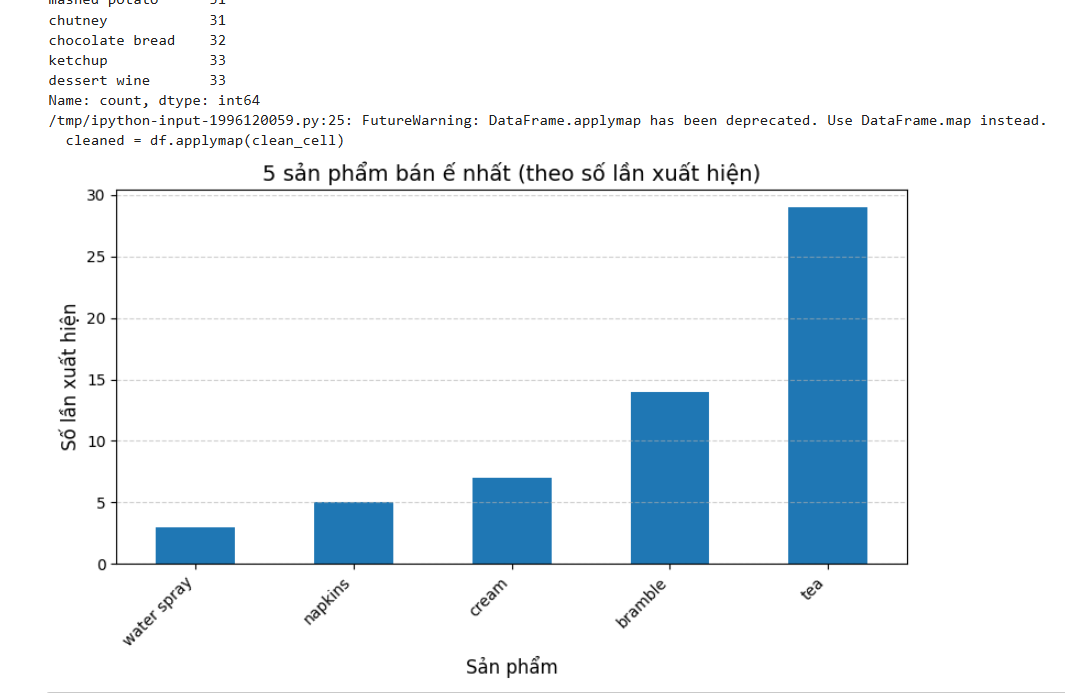 mashed potato 31
chutney 31
chocolate bread 32
ketchup 33
dessert wine 33
Name: count, dtype: int64
/tmp/ipython-input-1996120059.py:25: FutureWarning: DataFrame.applymap has been deprecated. Use DataFrame.map instead.
cleaned = df.applymap(clean_cell)
5 sản phẩm bán ế nhất (theo số lần xuất hiện)
30
25
20
15
10
5
0
Số lần xuất hiện
water spray
napkins
cream
bramble
tea
Sản phẩm